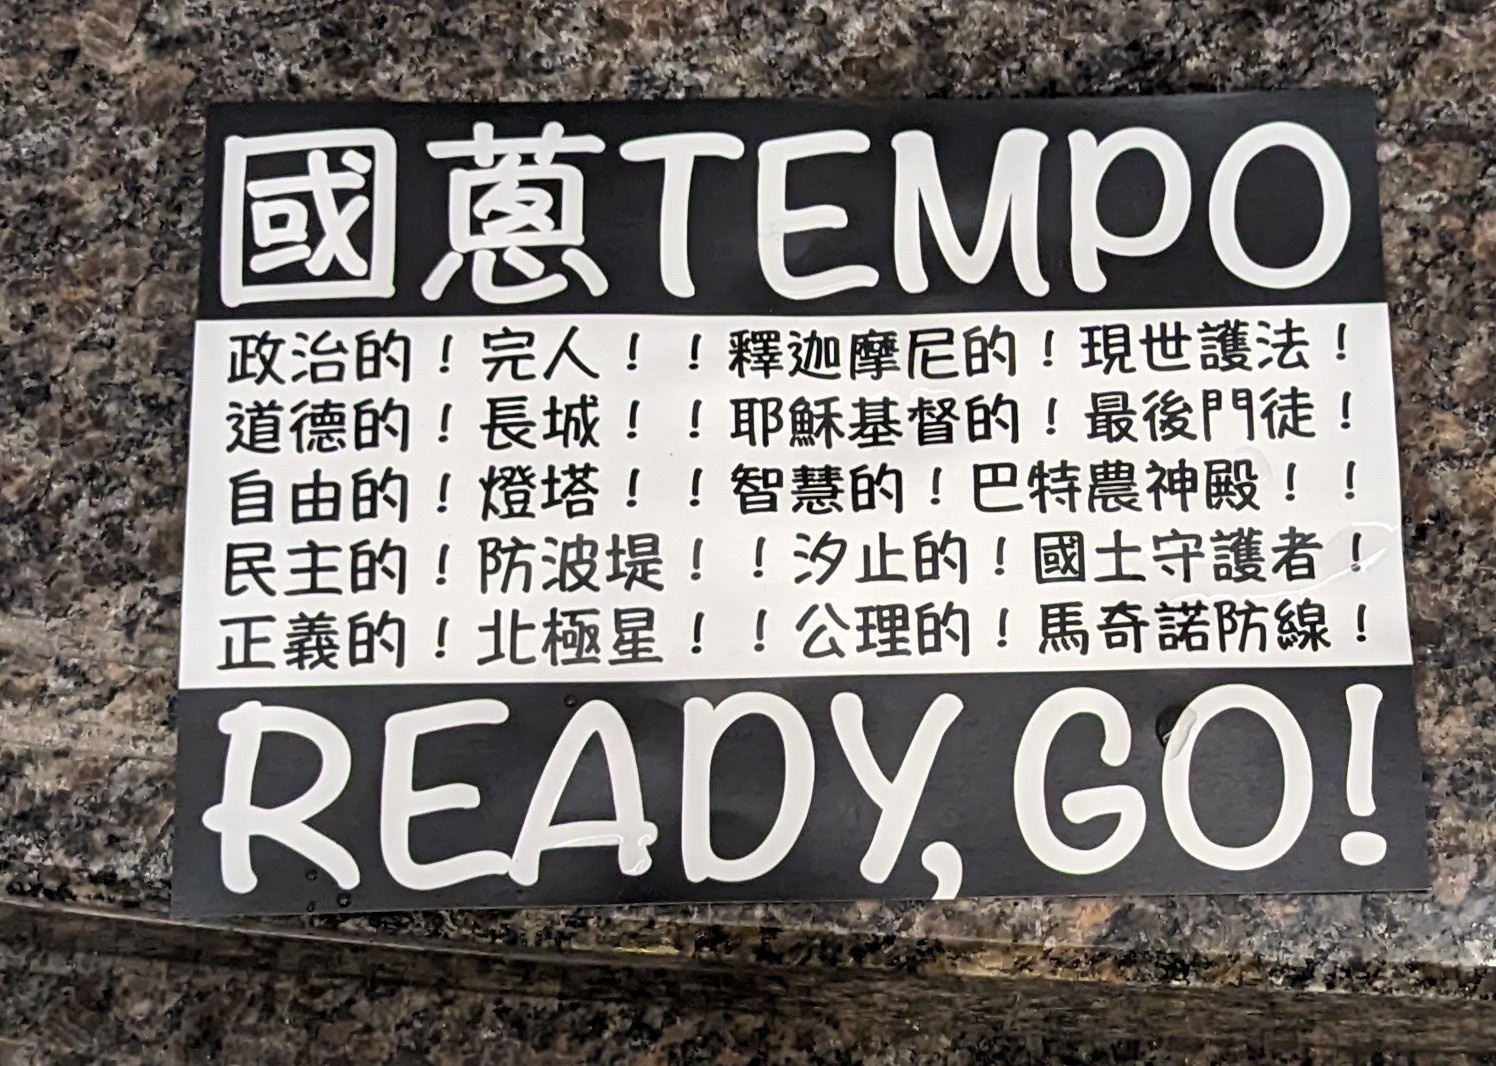 國蔥TEMPO
政治的！完人！！釋迦摩尼的！現世護法！
道德的！長城！！耶穌基督的！最後門徒！
自由的！燈塔！！智慧的！巴特農神殿！！
民主的！防波堤！！汐止的！國士守護者！
正義的！北極星！！公理的！馬奇諾防線！
READY, GO!